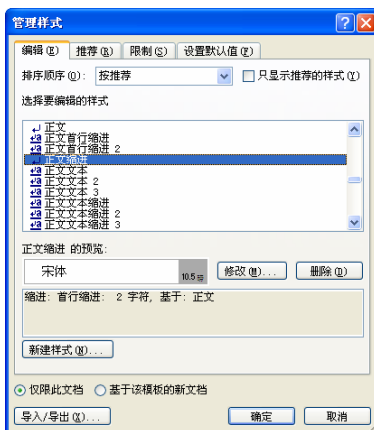 管理样式
编辑(E) 推荐(R) 限制(S) 设置默认值(F)
排序顺序(O): 按推荐 只显示推荐的样式(Y)
选择要编辑的样式
正文
正文首行缩进
正文首行缩进 2
正文缩进
正文文本
正文文本 2
正文文本 3
正文文本缩进
正文文本缩进 2
正文文本缩进 3
正文缩进 的预览:
宋体 10.5 号 修改(M)... 删除(D)
缩进: 首行缩进: 2 字符, 基于: 正文
新建样式(N)...
仅限此文档 基于该模板的新文档
导入/导出(X)... 确定 取消